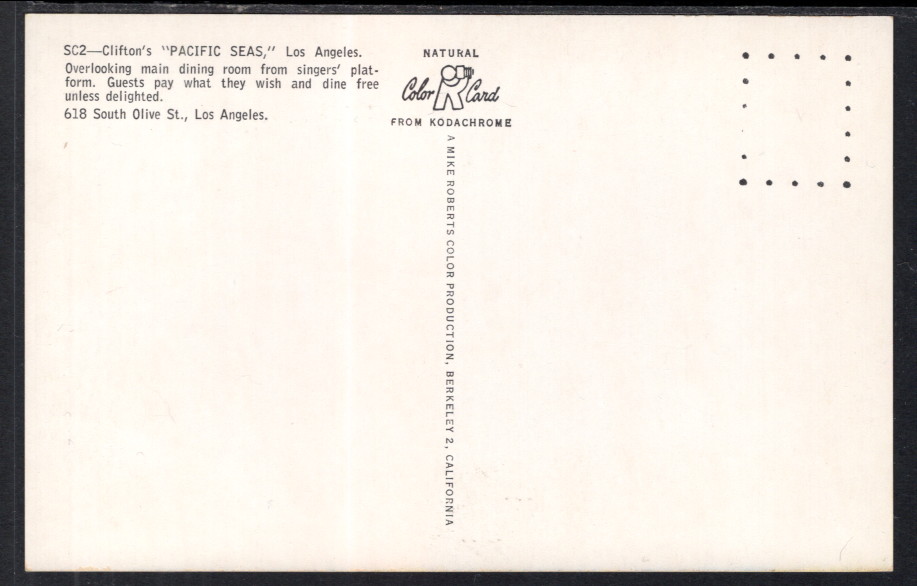 SC2—Clifton's "PACIFIC SEAS," Los Angeles.
Overlooking main dining room from singers' plat-
form. Guests pay what they wish and dine free
unless delighted.
618 South Olive St., Los Angeles.
NATURAL
Color Card
FROM KODACHROME
A MIKE ROBERTS COLOR PRODUCTION, BERKELEY 2, CALIFORNIA